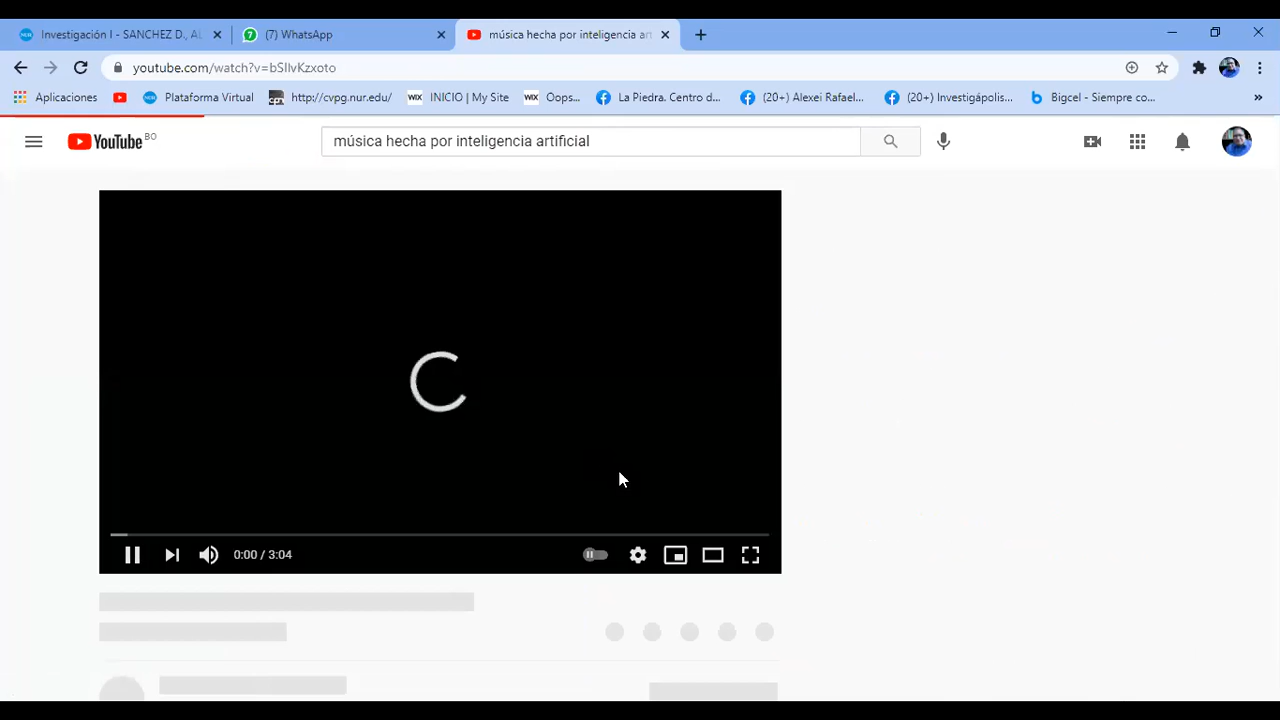 Investigación I - SANCHEZ D., AL
(7) WhatsApp
música hecha por inteligencia art
youtube.com/watch?v=bSIlvKzxoto
Aplicaciones
Plataforma Virtual
http://cvpg.nur.edu/
INICIO | My Site
Oops...
La Piedra. Centro d...
(20+) Alexei Rafael...
(20+) Investigápolis...
Bigcel - Siempre co...
YouTube BO
música hecha por inteligencia artificial
0:00 / 3:04